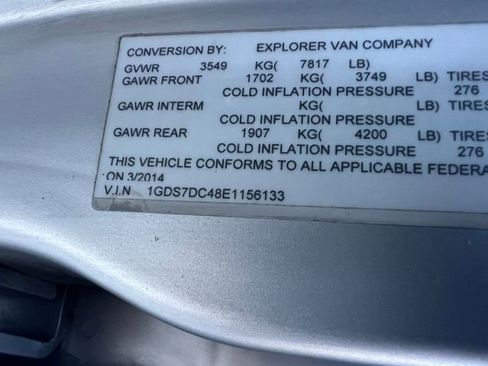 CONVERSION BY: EXPLORER VAN COMPANY
GVWR 3549 KG( 7817 LB)
GAWR FRONT 1702 KG( 3749 LB) TIRES
COLD INFLATION PRESSURE 276
GAWR INTERM KG( LB) TIRES
COLD INFLATION PRESSURE
GAWR REAR 1907 KG( 4200 LB) TIRES
COLD INFLATION PRESSURE 276
THIS VEHICLE CONFORMS TO ALL APPLICABLE FEDERA
ON 3/2014
V.I.N 1GDS7DC48E1156133